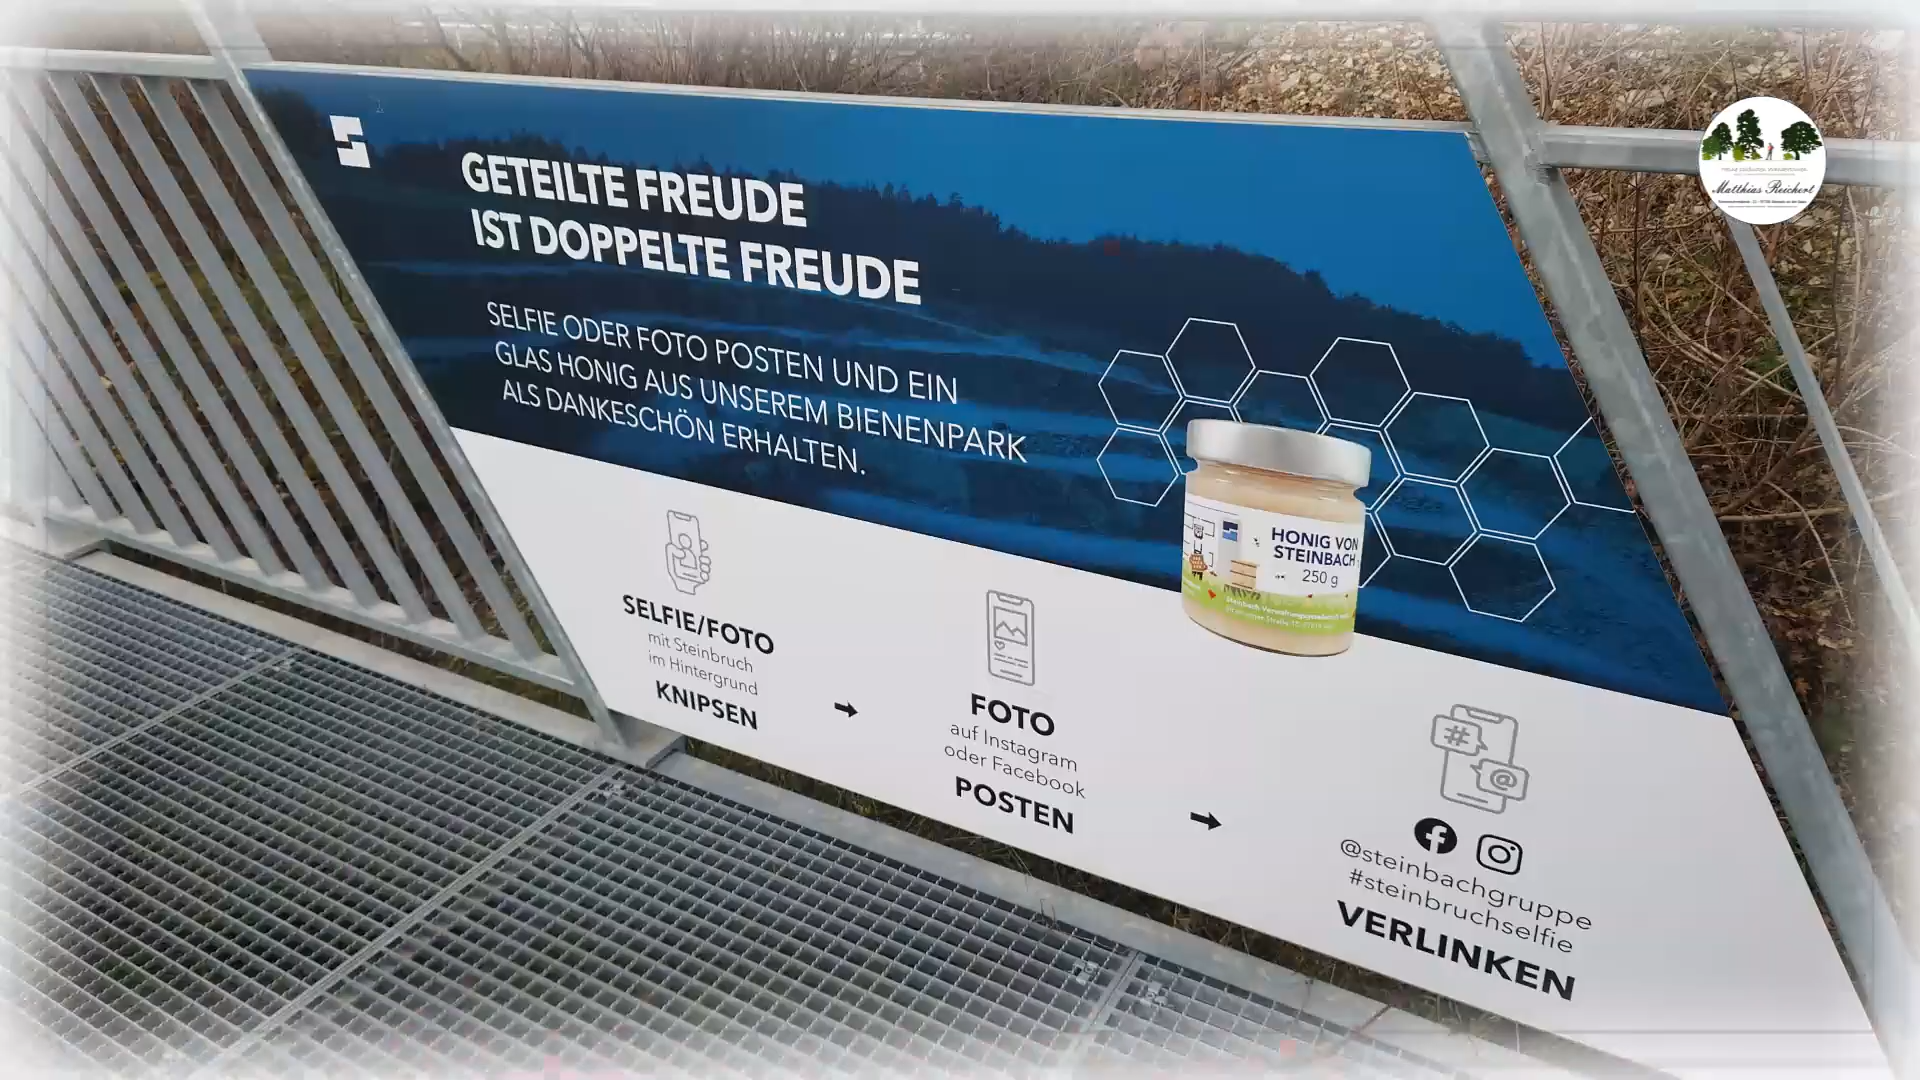 GETEILTE FREUDE
IST DOPPELTE FREUDE
SELFIE ODER FOTO POSTEN UND EIN
GLAS HONIG AUS UNSEREM BIENENPARK
ALS DANKESCHÖN ERHALTEN.
HONIG VON
STEINBACH
250 g
SELFIE/FOTO
mit Steinbruch
im Hintergrund
KNIPSEN
FOTO
auf Instagram
oder Facebook
POSTEN
@steinbachgruppe
#steinbruchselfie
VERLINKEN
Matthias Reichert